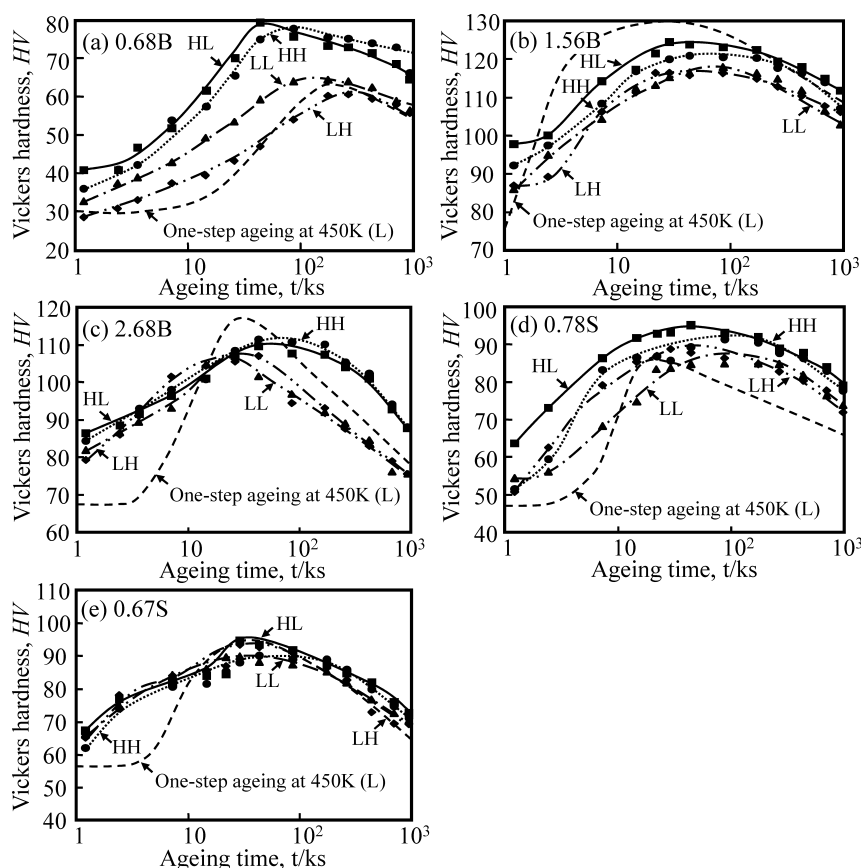 (a) 0.68B
Vickers hardness, HV
80
70
60
50
40
30
20
HL
HH
LL
LH
One-step ageing at 450K (L)
1
10
10²
10³
Ageing time, t/ks
(b) 1.56B
Vickers hardness, HV
130
120
110
100
90
80
70
HL
HH
LL
LH
One-step ageing at 450K (L)
1
10
10²
10³
Ageing time, t/ks
(c) 2.68B
Vickers hardness, HV
120
110
100
90
80
70
60
HH
HL
LL
LH
One-step ageing at 450K (L)
1
10
10²
10³
Ageing time, t/ks
(d) 0.78S
Vickers hardness, HV
100
90
80
70
60
50
40
HH
HL
LH
LL
One-step ageing at 450K (L)
1
10
10²
10³
Ageing time, t/ks
(e) 0.67S
Vickers hardness, HV
110
100
90
80
70
60
50
40
HL
LL
LH
HH
One-step ageing at 450K (L)
1
10
10²
10³
Ageing time, t/ks